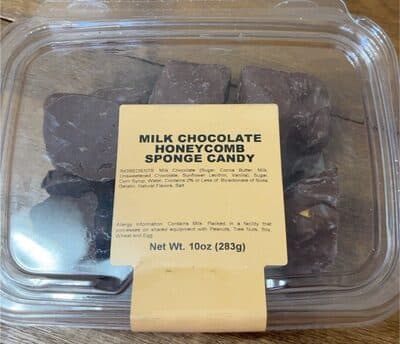 MILK CHOCOLATE
HONEYCOMB
SPONGE CANDY
INGREDIENTS: Milk Chocolate (Sugar, Cocoa Butter, Milk,
Unsweetened Chocolate, Sunflower Lecithin, Vanilla), Sugar,
Corn Syrup, Water, Contains 2% or Less of: Bicarbonate of Soda,
Gelatin, Natural Flavors, Salt
Allergy Information: Contains Milk. Packed in a facility that
processes on shared equipment with Peanuts, Tree Nuts, Soy,
Wheat and Egg.
Net Wt. 10oz (283g)